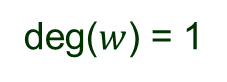 deg(w) = 1